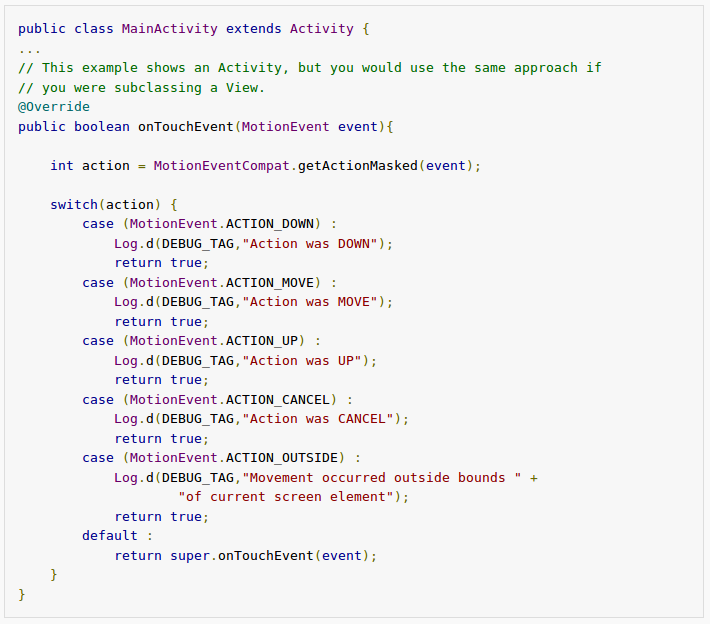 public class MainActivity extends Activity {
...
// This example shows an Activity, but you would use the same approach if
// you were subclassing a View.
@Override
public boolean onTouchEvent(MotionEvent event){

    int action = MotionEventCompat.getActionMasked(event);

    switch(action) {
        case (MotionEvent.ACTION_DOWN) :
            Log.d(DEBUG_TAG,"Action was DOWN");
            return true;
        case (MotionEvent.ACTION_MOVE) :
            Log.d(DEBUG_TAG,"Action was MOVE");
            return true;
        case (MotionEvent.ACTION_UP) :
            Log.d(DEBUG_TAG,"Action was UP");
            return true;
        case (MotionEvent.ACTION_CANCEL) :
            Log.d(DEBUG_TAG,"Action was CANCEL");
            return true;
        case (MotionEvent.ACTION_OUTSIDE) :
            Log.d(DEBUG_TAG,"Movement occurred outside bounds " +
                    "of current screen element");
            return true;
        default :
            return super.onTouchEvent(event);
    }
}